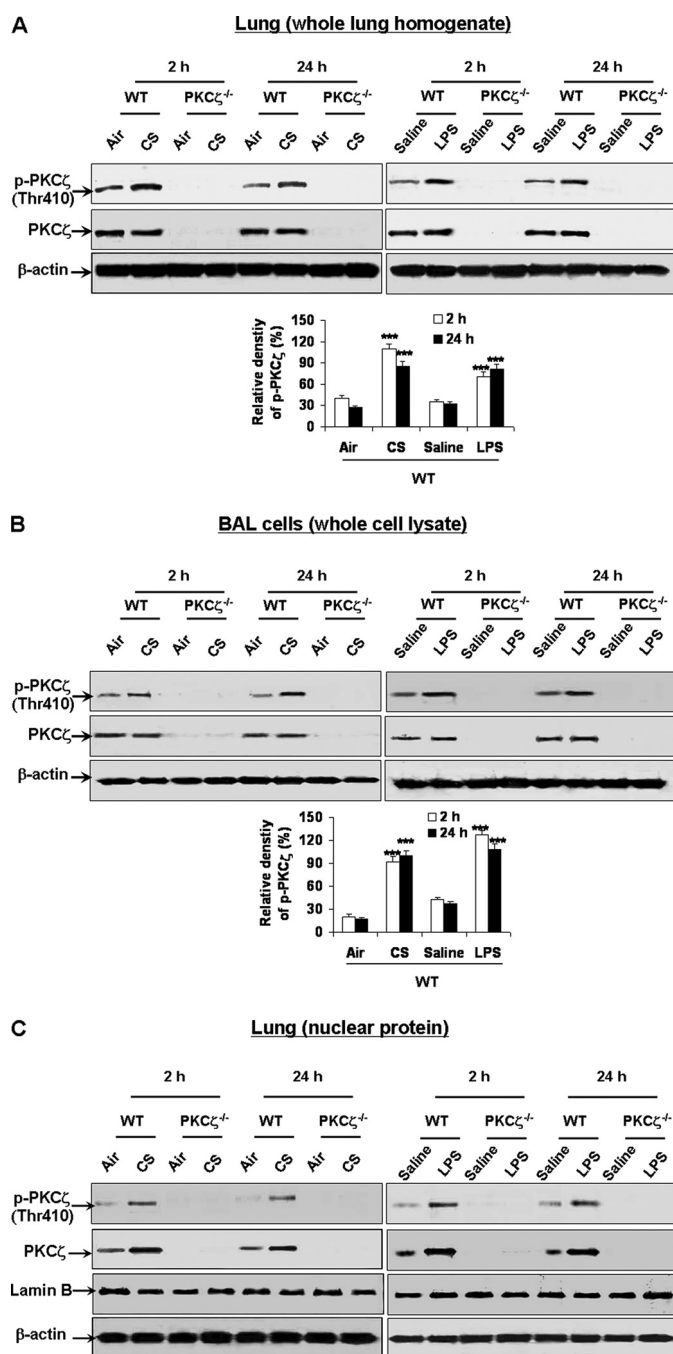 A
Lung (whole lung homogenate)
2 h 24 h 2 h 24 h
WT PKCζ-/- WT PKCζ-/- WT PKCζ-/- WT PKCζ-/-
Air CS Air CS Air CS Air CS Saline LPS Saline LPS Saline LPS Saline LPS
p-PKCζ
(Thr410)
PKCζ
β-actin
Relative denstiy
of p-PKCζ (%)
150
120
90
60
30
0
2 h
24 h
*** *** *** ***
Air CS Saline LPS
WT
B
BAL cells (whole cell lysate)
2 h 24 h 2 h 24 h
WT PKCζ-/- WT PKCζ-/- WT PKCζ-/- WT PKCζ-/-
Air CS Air CS Air CS Air CS Saline LPS Saline LPS Saline LPS Saline LPS
p-PKCζ
(Thr410)
PKCζ
β-actin
Relative denstiy
of p-PKCζ (%)
150
120
90
60
30
0
2 h
24 h
*** *** *** ***
Air CS Saline LPS
WT
C
Lung (nuclear protein)
2 h 24 h 2 h 24 h
WT PKCζ-/- WT PKCζ-/- WT PKCζ-/- WT PKCζ-/-
Air CS Air CS Air CS Air CS Saline LPS Saline LPS Saline LPS Saline LPS
p-PKCζ
(Thr410)
PKCζ
Lamin B
β-actin